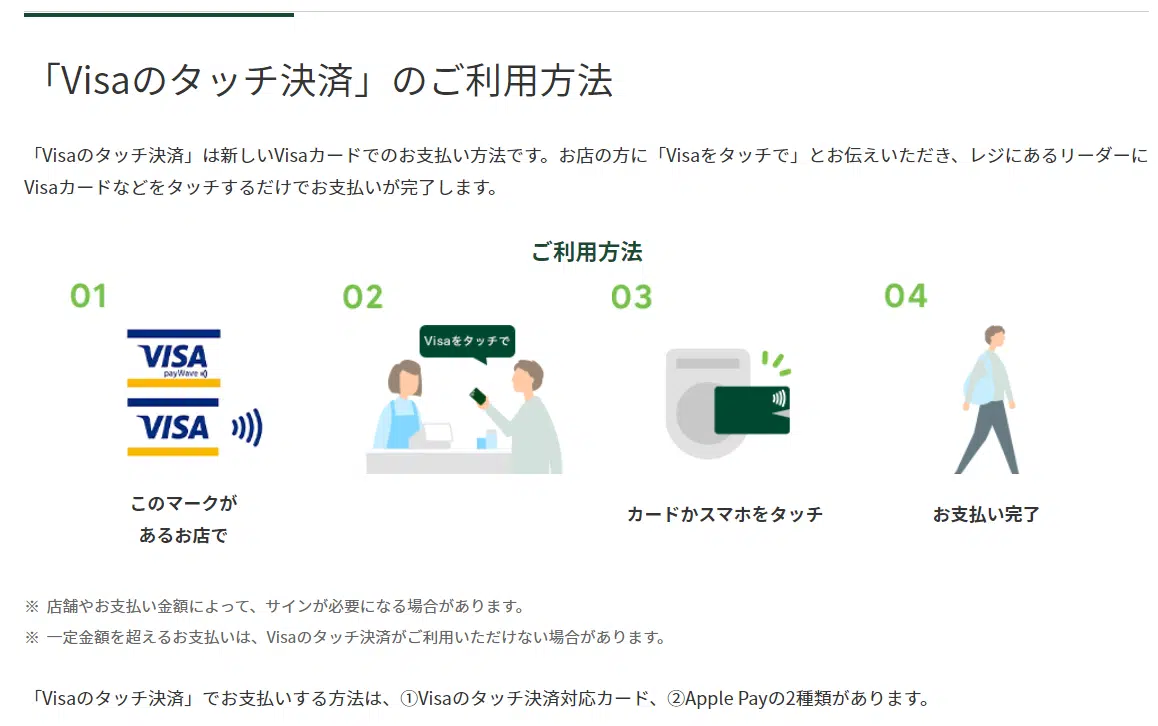 「Visaのタッチ決済」のご利用方法
「Visaのタッチ決済」は新しいVisaカードでのお支払い方法です。お店の方に「Visaをタッチで」とお伝えいただき、レジにあるリーダーに
Visaカードなどをタッチするだけでお支払いが完了します。
ご利用方法
01
VISA
payWave
VISA
このマークが
あるお店で
02
Visaをタッチで
03
カードかスマホをタッチ
04
お支払い完了
※ 店舗やお支払い金額によって、サインが必要になる場合があります。
※ 一定金額を超えるお支払いは、Visaのタッチ決済がご利用いただけない場合があります。
「Visaのタッチ決済」でお支払いする方法は、①Visaのタッチ決済対応カード、②Apple Payの2種類があります。